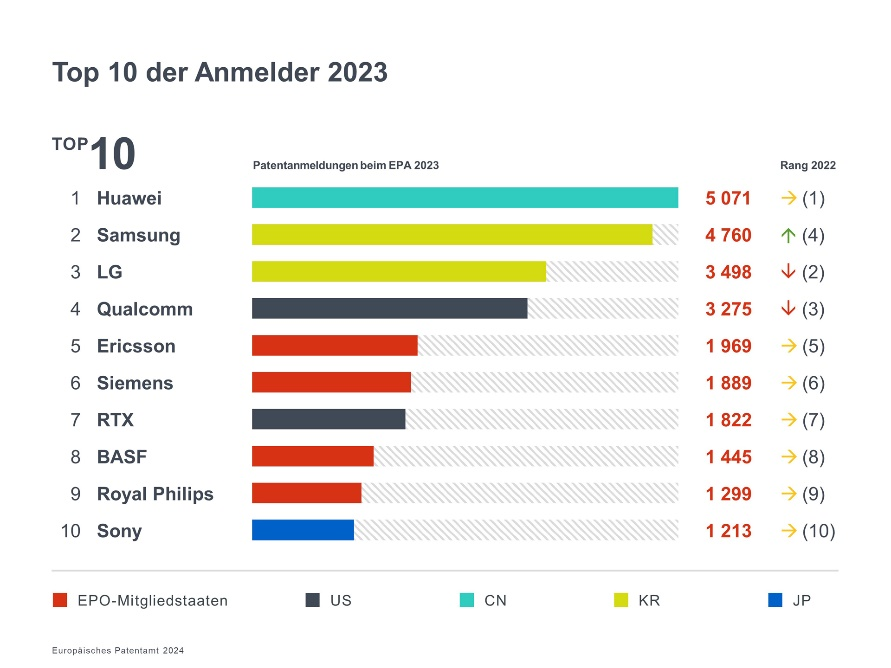 Top 10 der Anmelder 2023
TOP 10
Patentanmeldungen beim EPA 2023 Rang 2022
1 Huawei 5 071 → (1)
2 Samsung 4 760 ↑ (4)
3 LG 3 498 ↓ (2)
4 Qualcomm 3 275 ↓ (3)
5 Ericsson 1 969 → (5)
6 Siemens 1 889 → (6)
7 RTX 1 822 → (7)
8 BASF 1 445 → (8)
9 Royal Philips 1 299 → (9)
10 Sony 1 213 → (10)
EPO-Mitgliedstaaten US CN KR JP
Europäisches Patentamt 2024